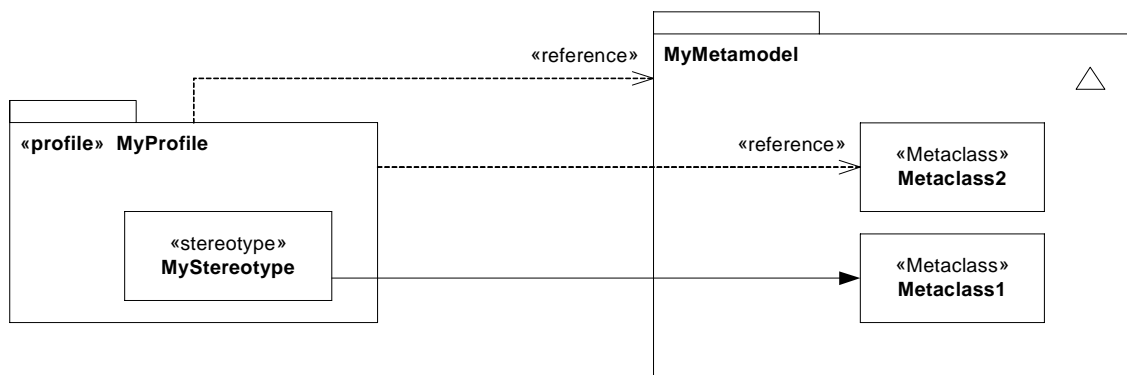 «reference»
MyMetamodel
«profile» MyProfile
«reference»
«Metaclass»
Metaclass2
«stereotype»
MyStereotype
«Metaclass»
Metaclass1